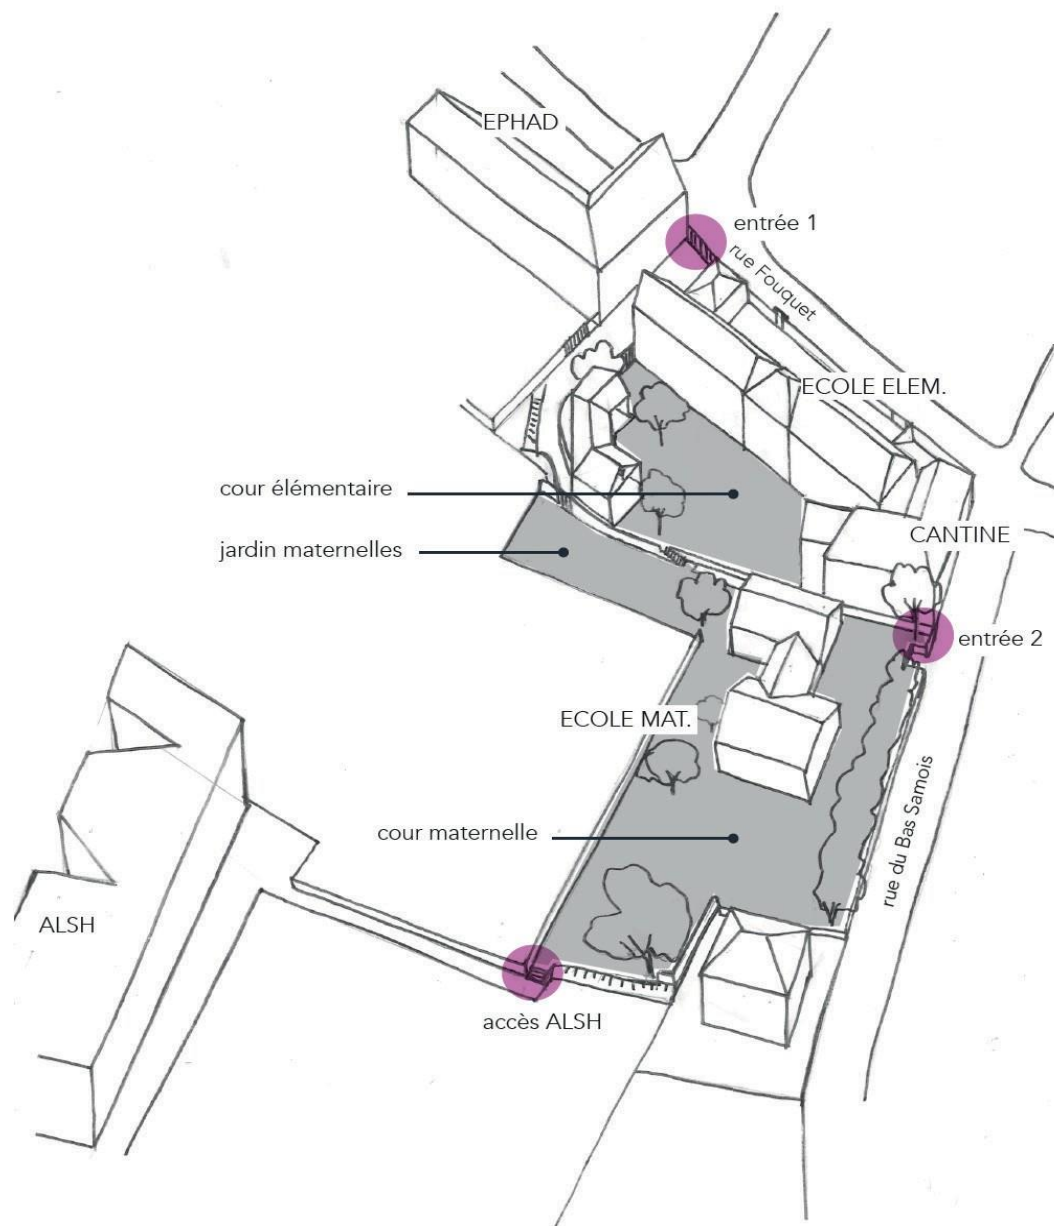 EPHAD
entrée 1
rue Fouquet
ECOLE ELEM.
cour élémentaire
CANTINE
jardin maternelles
entrée 2
ECOLE MAT.
rue du Bas Samois
cour maternelle
ALSH
accès ALSH